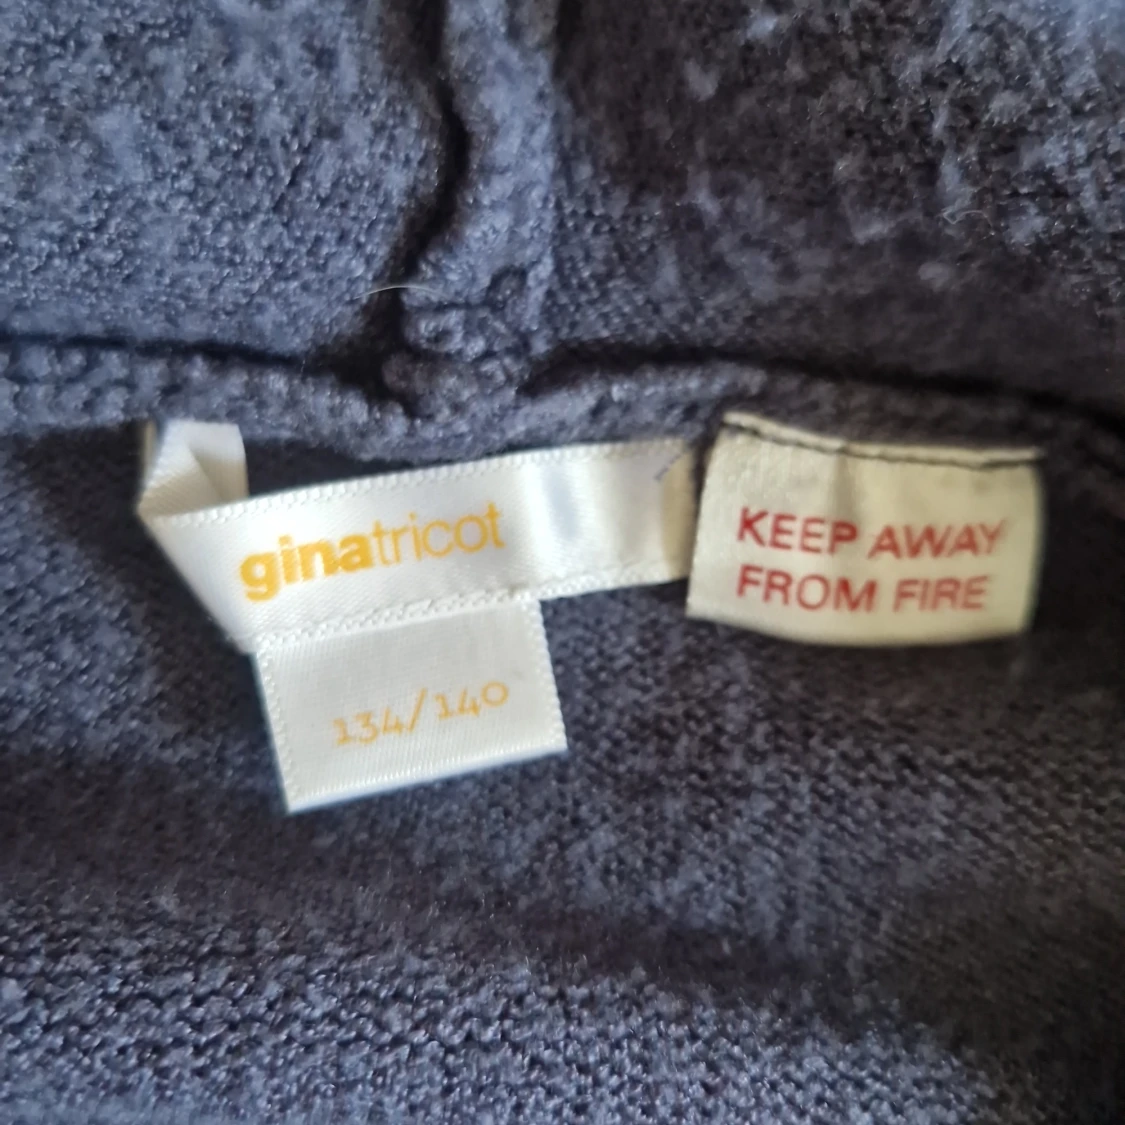 ginatricot
134/140
KEEP AWAY
FROM FIRE